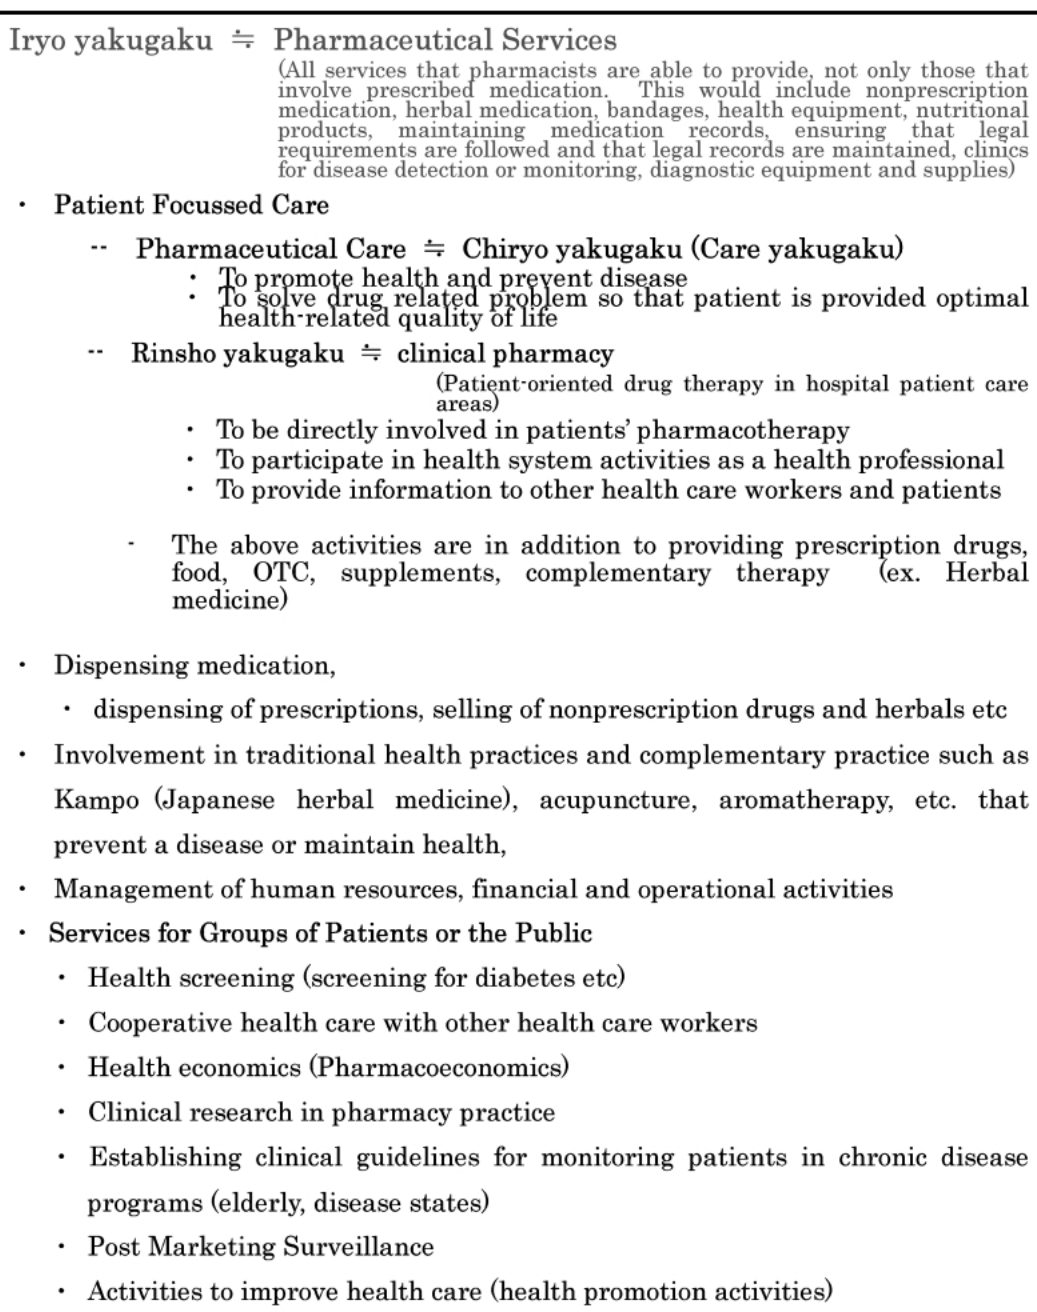 Iryo yakugaku ≒ Pharmaceutical Services
(All services that pharmacists are able to provide, not only those that
involve prescribed medication. This would include nonprescription
medication, herbal medication, bandages, health equipment, nutritional
products, maintaining medication records, ensuring that legal
requirements are followed and that legal records are maintained, clinics
for disease detection or monitoring, diagnostic equipment and supplies)
・ Patient Focussed Care
-- Pharmaceutical Care ≒ Chiryo yakugaku (Care yakugaku)
・ To promote health and prevent disease
・ To solve drug related problem so that patient is provided optimal
health-related quality of life
-- Rinsho yakugaku ≒ clinical pharmacy
(Patient-oriented drug therapy in hospital patient care
areas)
・ To be directly involved in patients' pharmacotherapy
・ To participate in health system activities as a health professional
・ To provide information to other health care workers and patients
- The above activities are in addition to providing prescription drugs,
food, OTC, supplements, complementary therapy (ex. Herbal
medicine)
・ Dispensing medication,
・ dispensing of prescriptions, selling of nonprescription drugs and herbals etc
・ Involvement in traditional health practices and complementary practice such as
Kampo (Japanese herbal medicine), acupuncture, aromatherapy, etc. that
prevent a disease or maintain health,
・ Management of human resources, financial and operational activities
・ Services for Groups of Patients or the Public
・ Health screening (screening for diabetes etc)
・ Cooperative health care with other health care workers
・ Health economics (Pharmacoeconomics)
・ Clinical research in pharmacy practice
・ Establishing clinical guidelines for monitoring patients in chronic disease
programs (elderly, disease states)
・ Post Marketing Surveillance
・ Activities to improve health care (health promotion activities)